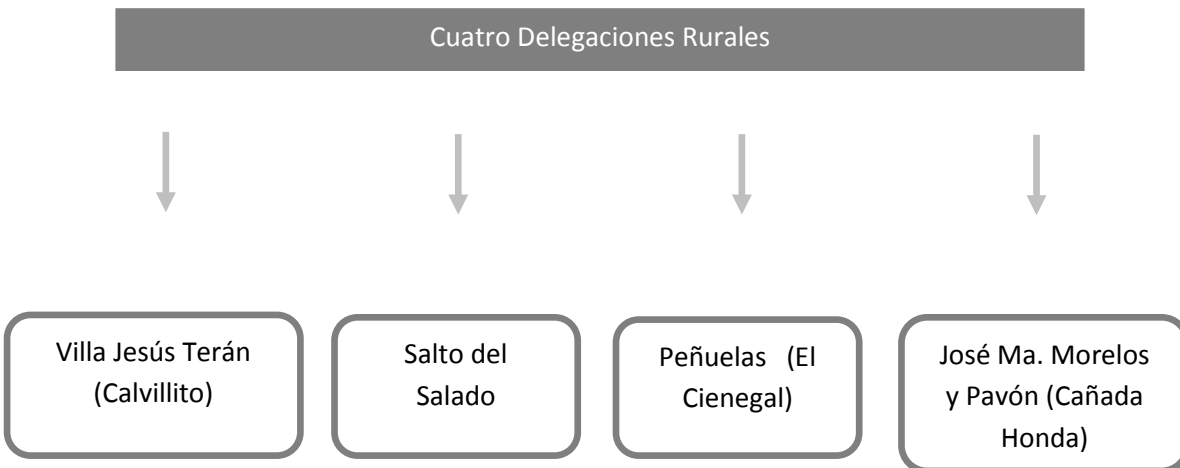 Cuatro Delegaciones Rurales
Villa Jesús Terán
(Calvillito)
Salto del
Salado
Peñuelas (El
Cienegal)
José Ma. Morelos
y Pavón (Cañada
Honda)